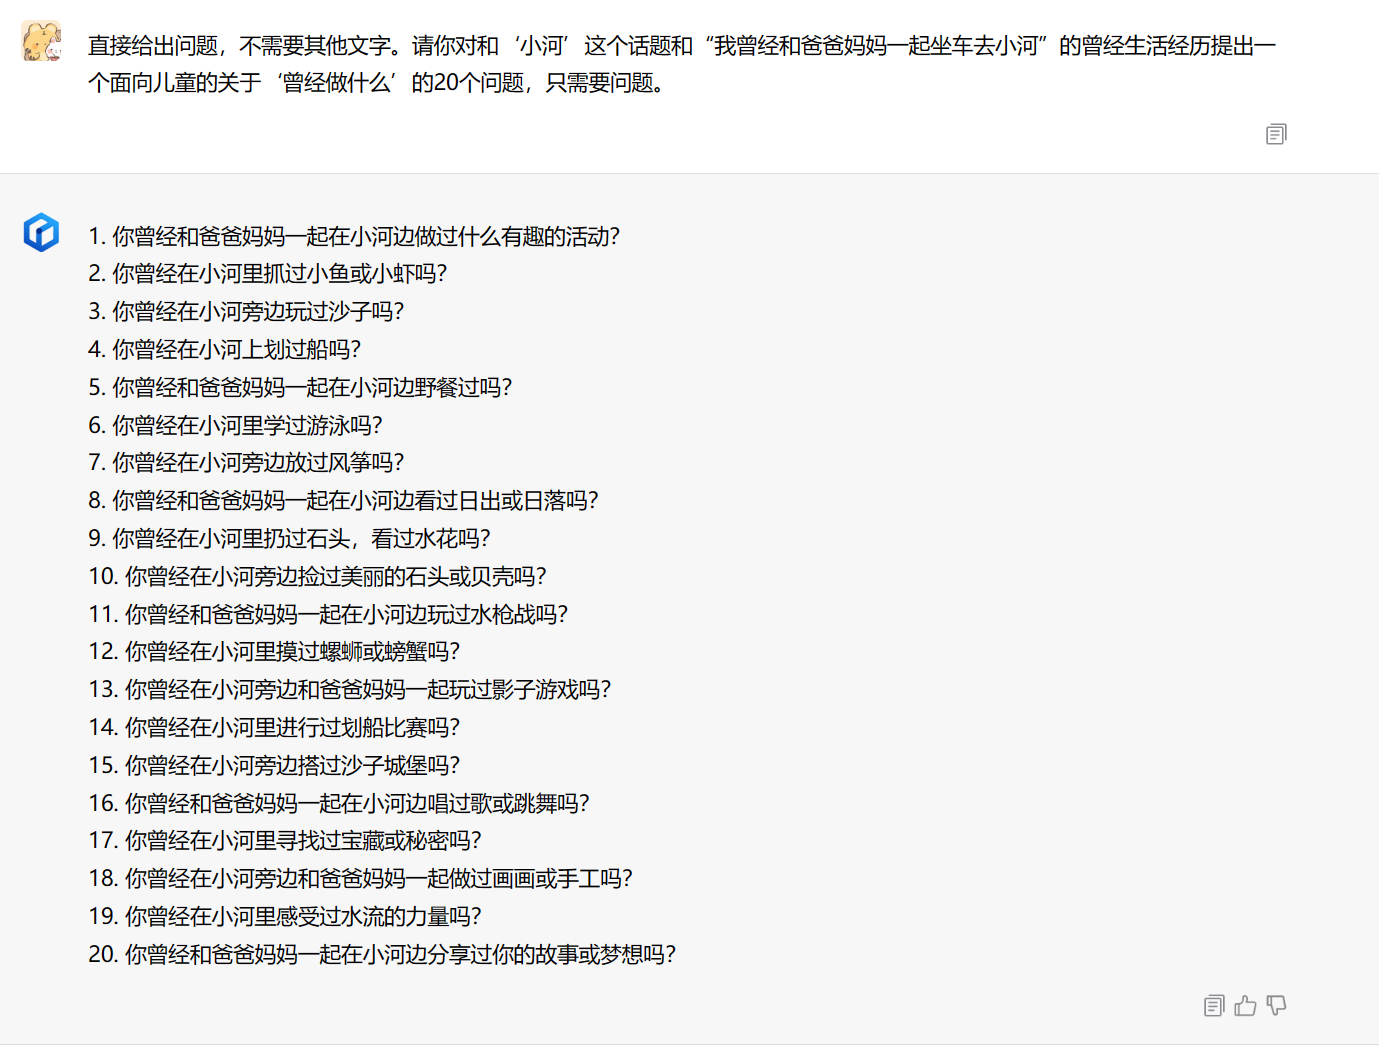 直接给出问题，不需要其他文字。请你对和‘小河’这个话题和“我曾经和爸爸妈妈一起坐车去小河”的曾经生活经历提出一
个面向儿童的关于‘曾经做什么’的20个问题，只需要问题。
1. 你曾经和爸爸妈妈一起在小河边做过什么有趣的活动？
2. 你曾经在小河里抓过小鱼或小虾吗？
3. 你曾经在小河旁边玩过沙子吗？
4. 你曾经在小河上划过船吗？
5. 你曾经和爸爸妈妈一起在小河边野餐过吗？
6. 你曾经在小河里学过游泳吗？
7. 你曾经在小河旁边放过风筝吗？
8. 你曾经和爸爸妈妈一起在小河边看过日出或日落吗？
9. 你曾经在小河里扔过石头，看过水花吗？
10. 你曾经在小河旁边捡过美丽的石头或贝壳吗？
11. 你曾经和爸爸妈妈一起在小河边玩过水枪战吗？
12. 你曾经在小河里摸过螺蛳或螃蟹吗？
13. 你曾经在小河旁边和爸爸妈妈一起玩过影子游戏吗？
14. 你曾经在小河里进行过划船比赛吗？
15. 你曾经在小河旁边搭过沙子城堡吗？
16. 你曾经和爸爸妈妈一起在小河边唱过歌或跳舞吗？
17. 你曾经在小河里寻找过宝藏或秘密吗？
18. 你曾经在小河旁边和爸爸妈妈一起做过画画或手工吗？
19. 你曾经在小河里感受过水流的力量吗？
20. 你曾经和爸爸妈妈一起在小河边分享过你的故事或梦想吗？